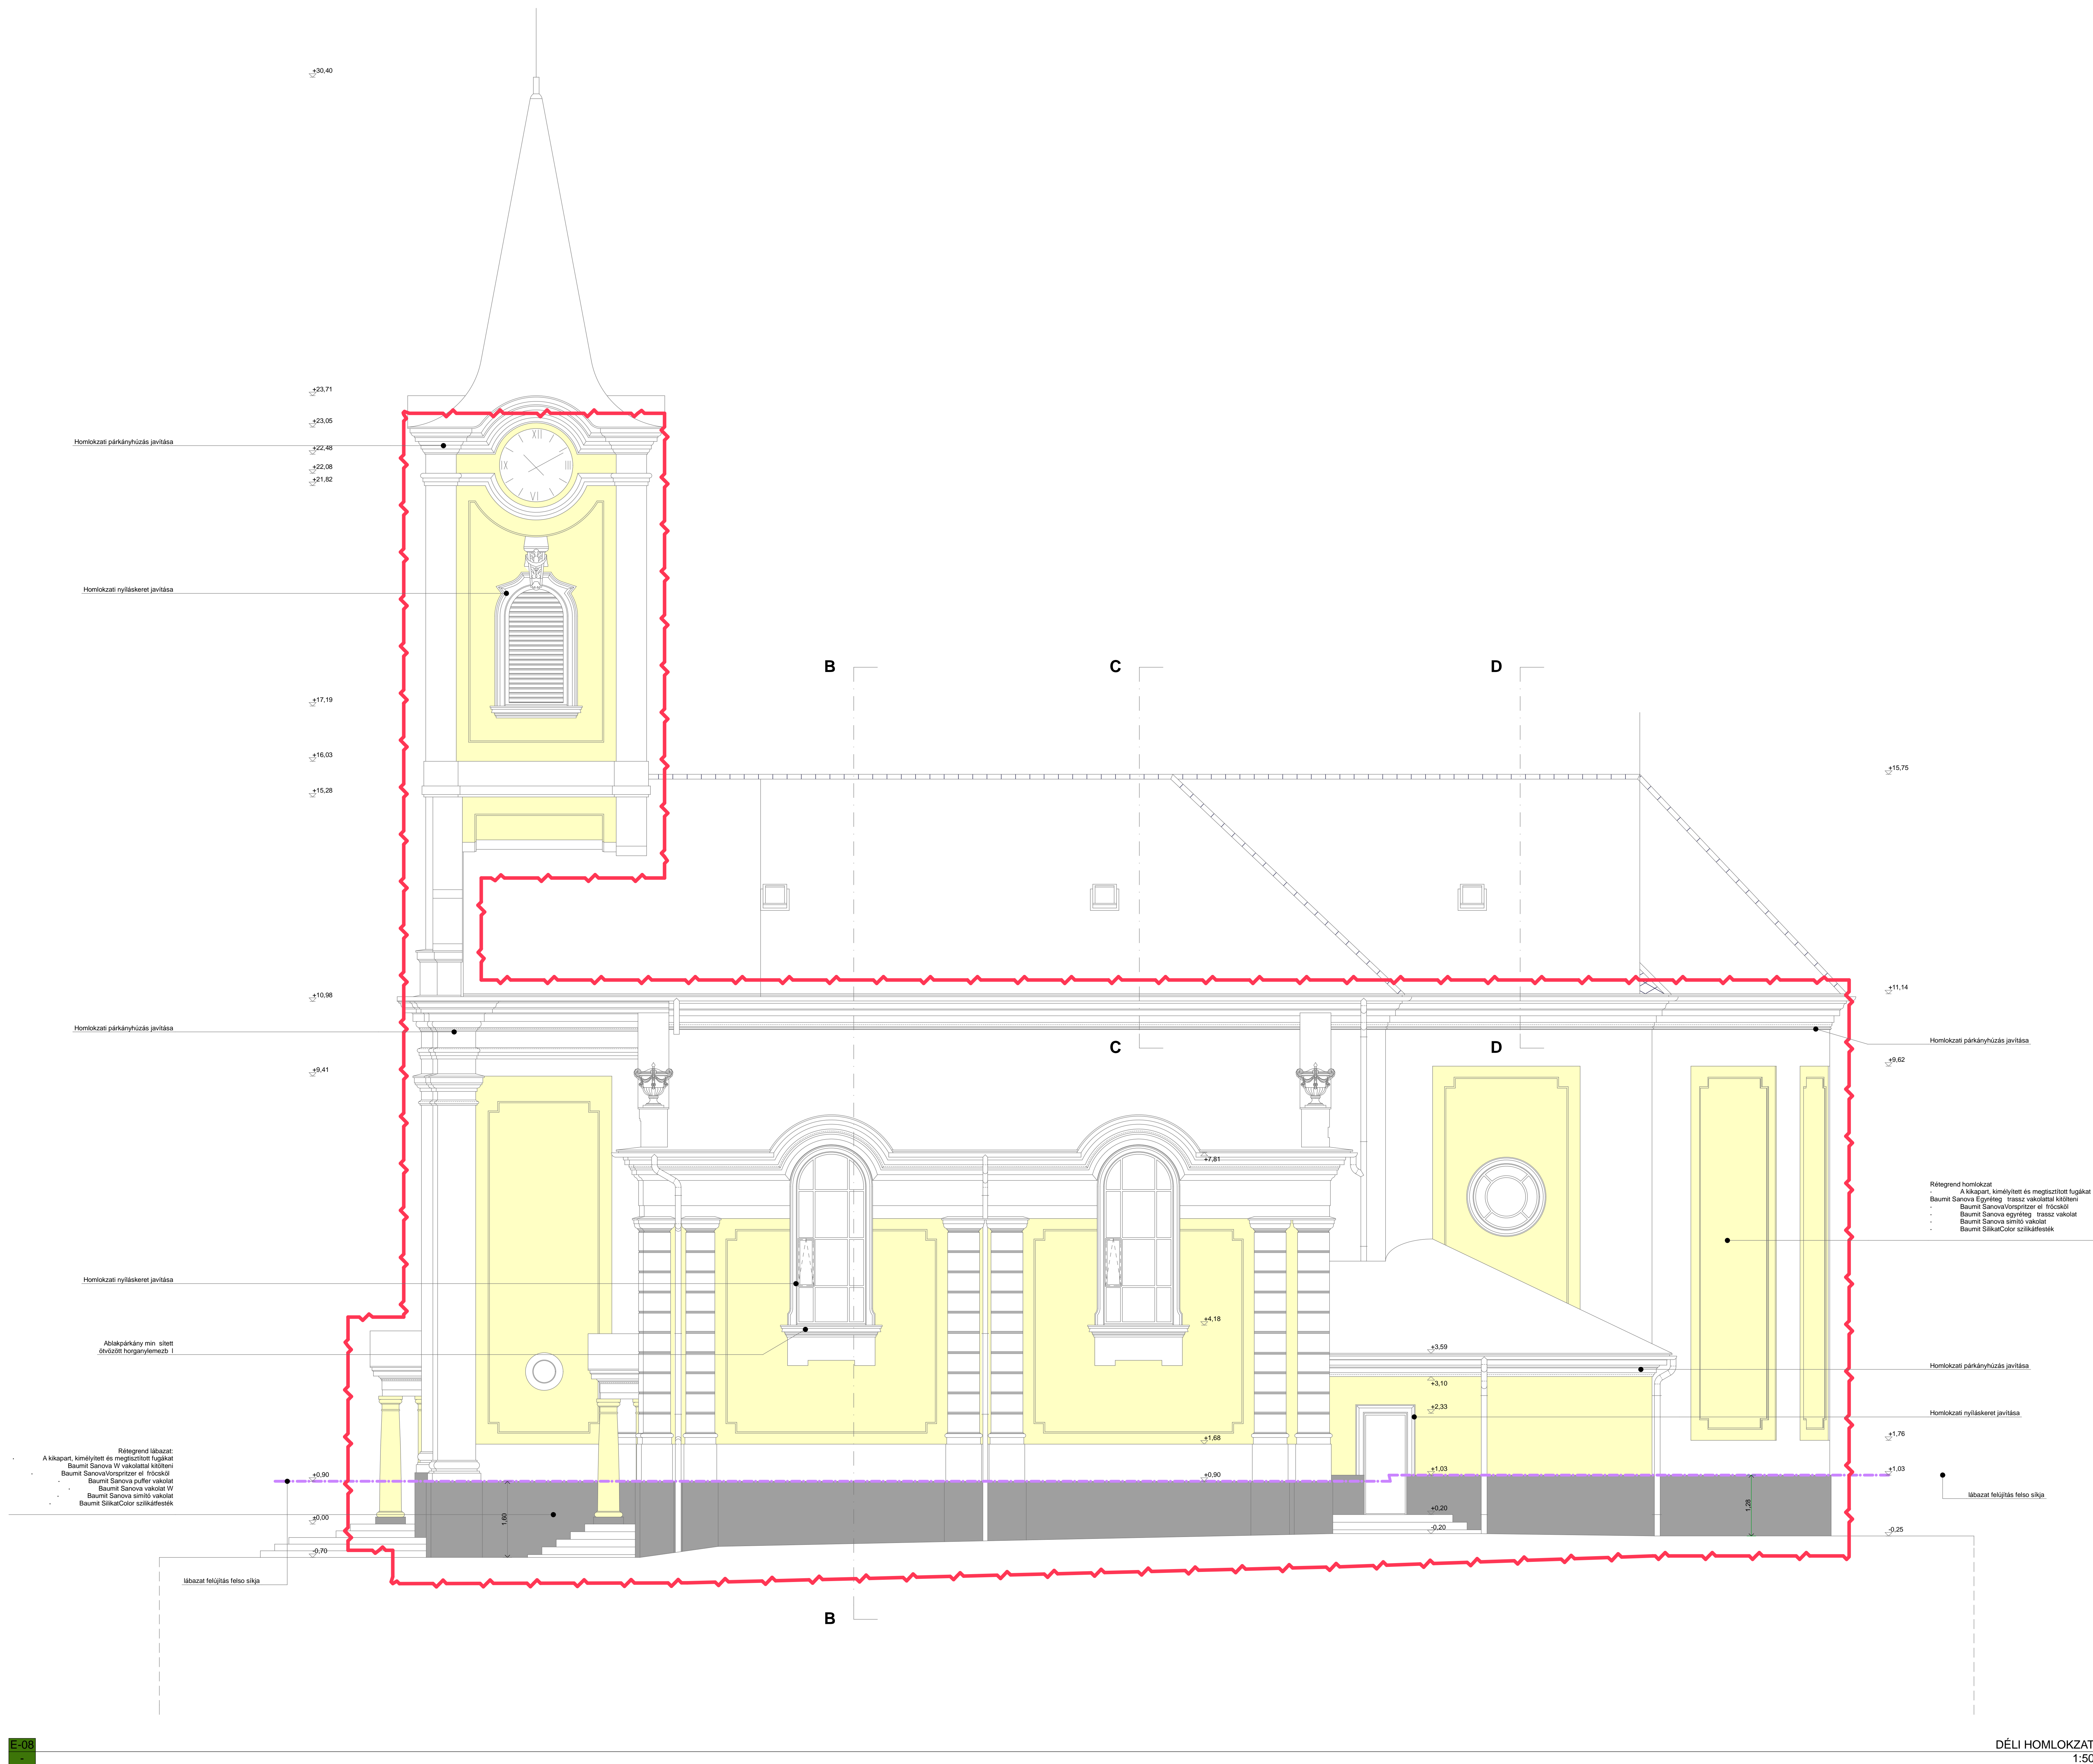 +30,40
+23,71
+23,05
Homlokzati párkányhúzás javítása
+22,48
+22,08
+21,82
XII
IX
III
VI
Homlokzati nyíláskeret javítása
B
C
D
+17,19
+16,03
+15,75
+15,28
+10,98
+11,14
Homlokzati párkányhúzás javítása
Homlokzati párkányhúzás javítása
C
D
+9,41
+9,62
+7,81
Rétegrend homlokzat
- A kikapart, kimélyített és megtisztított fugákat
Baumit Sanova Egyréteg trassz vakolattal kitölteni
- Baumit SanovaVorspritzer el fröcsköl
- Baumit Sanova egyréteg trassz vakolat
- Baumit Sanova simító vakolat
- Baumit SilikatColor szilikátfesték
Homlokzati nyíláskeret javítása
+4,18
Ablakpárkány min sített
ötvözött horganylemezb l
+3,59
Homlokzati párkányhúzás javítása
+3,10
+2,33
Homlokzati nyíláskeret javítása
+1,68
+1,76
Rétegrend lábazat:
- A kikapart, kimélyített és megtisztított fugákat
Baumit Sanova W vakolattal kitölteni
- Baumit SanovaVorspritzer el fröcsköl
- Baumit Sanova puffer vakolat
- Baumit Sanova vakolat W
- Baumit Sanova simító vakolat
- Baumit SilikatColor szilikátfesték
+0,90
+0,90
+1,03
+1,03
lábazat felújítás felso síkja
1,60
1,28
±0,00
+0,20
-0,20
-0,25
-0,70
lábazat felújítás felso síkja
B
E-08
-
DÉLI HOMLOKZAT
1:50